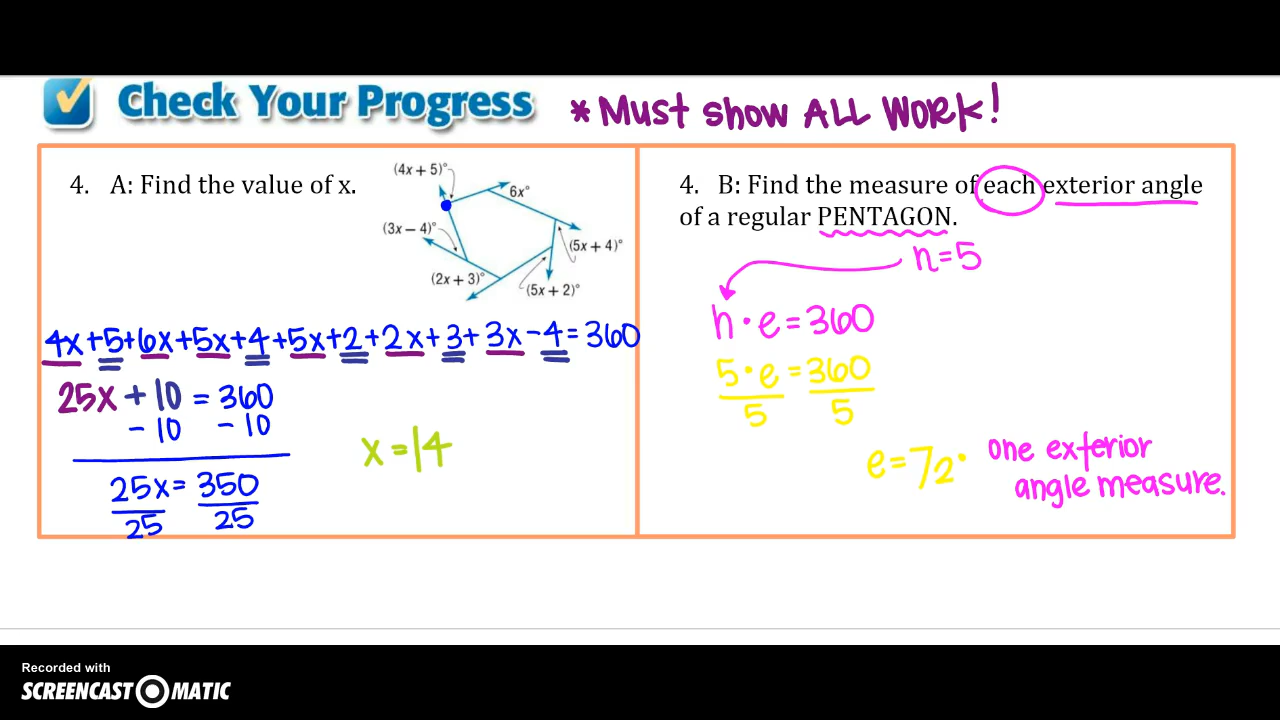 Check Your Progress * Must show ALL WORK!
4. A: Find the value of x.
(4x + 5)°
6x°
(3x – 4)°
(5x + 4)°
(2x + 3)°
(5x + 2)°
4x+5+6x+5x+4+5x+2+2x+3+3x-4=360
25x + 10 = 360
- 10 - 10
25x = 350
25 25
x = 14
4. B: Find the measure of each exterior angle
of a regular PENTAGON.
n=5
n · e = 360
5 · e = 360
5 5
e = 72° one exterior
angle measure.
Recorded with
SCREENCAST MATIC